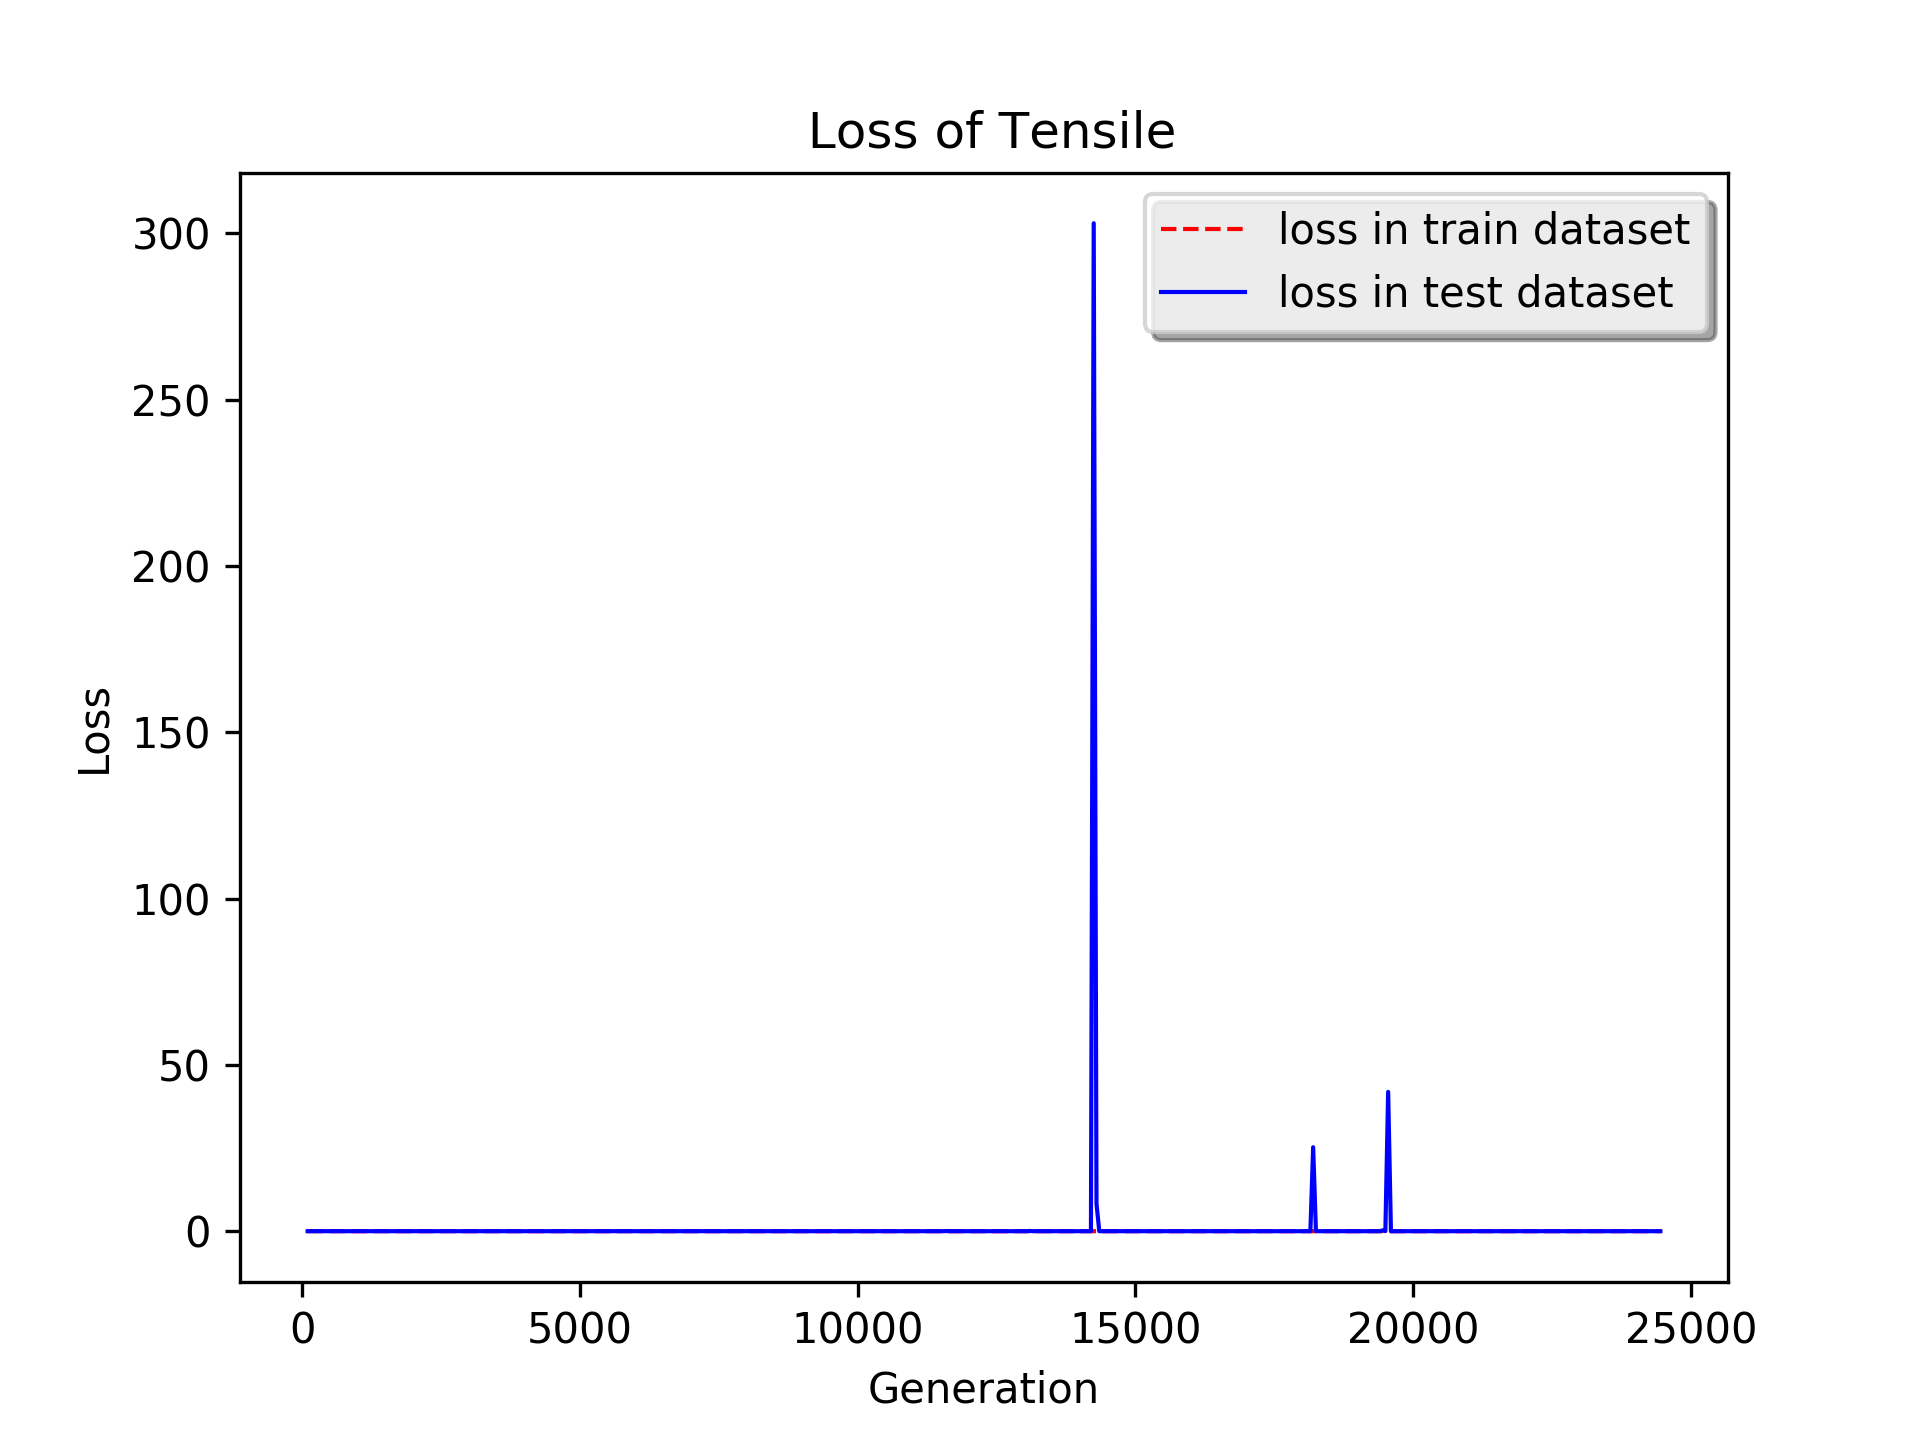 Loss of Tensile
loss in train dataset
loss in test dataset
300
250
200
150
100
50
0
Loss
0 5000 10000 15000 20000 25000
Generation